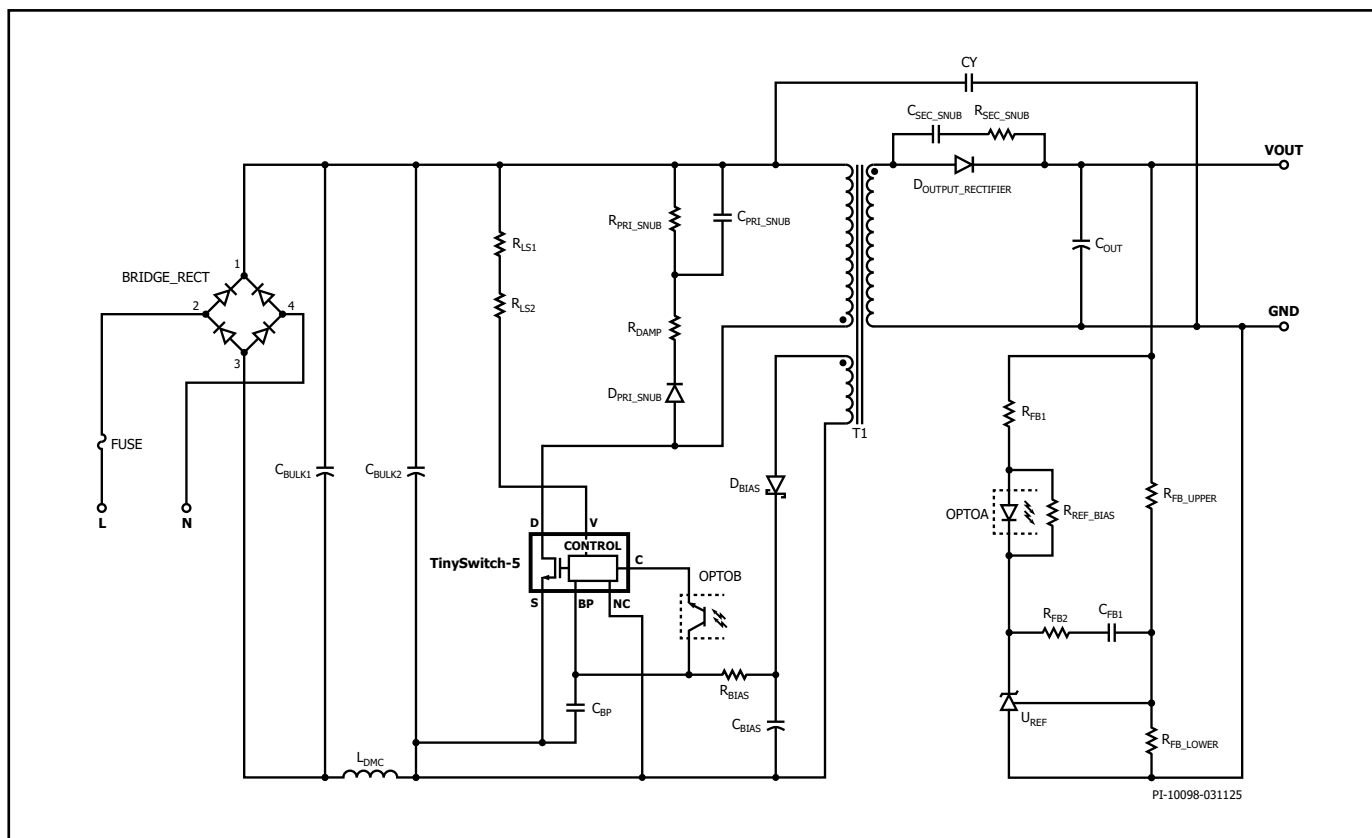 CY
C_SEC_SNUB R_SEC_SNUB
VOUT
D_OUTPUT_RECTIFIER
R_PRI_SNUB C_PRI_SNUB
R_LS1
C_OUT
BRIDGE_RECT
1
2 4
3
R_LS2
GND
R_DAMP
D_PRI_SNUB
T1
R_FB1
FUSE
C_BULK1 C_BULK2
D_BIAS
R_FB_UPPER
L N
OPTOA R_REF_BIAS
D V
CONTROL
TinySwitch-5 C
OPTOB
S BP NC
R_FB2 C_FB1
R_BIAS
C_BP
C_BIAS
U_REF
R_FB_LOWER
L_DMC
PI-10098-031125